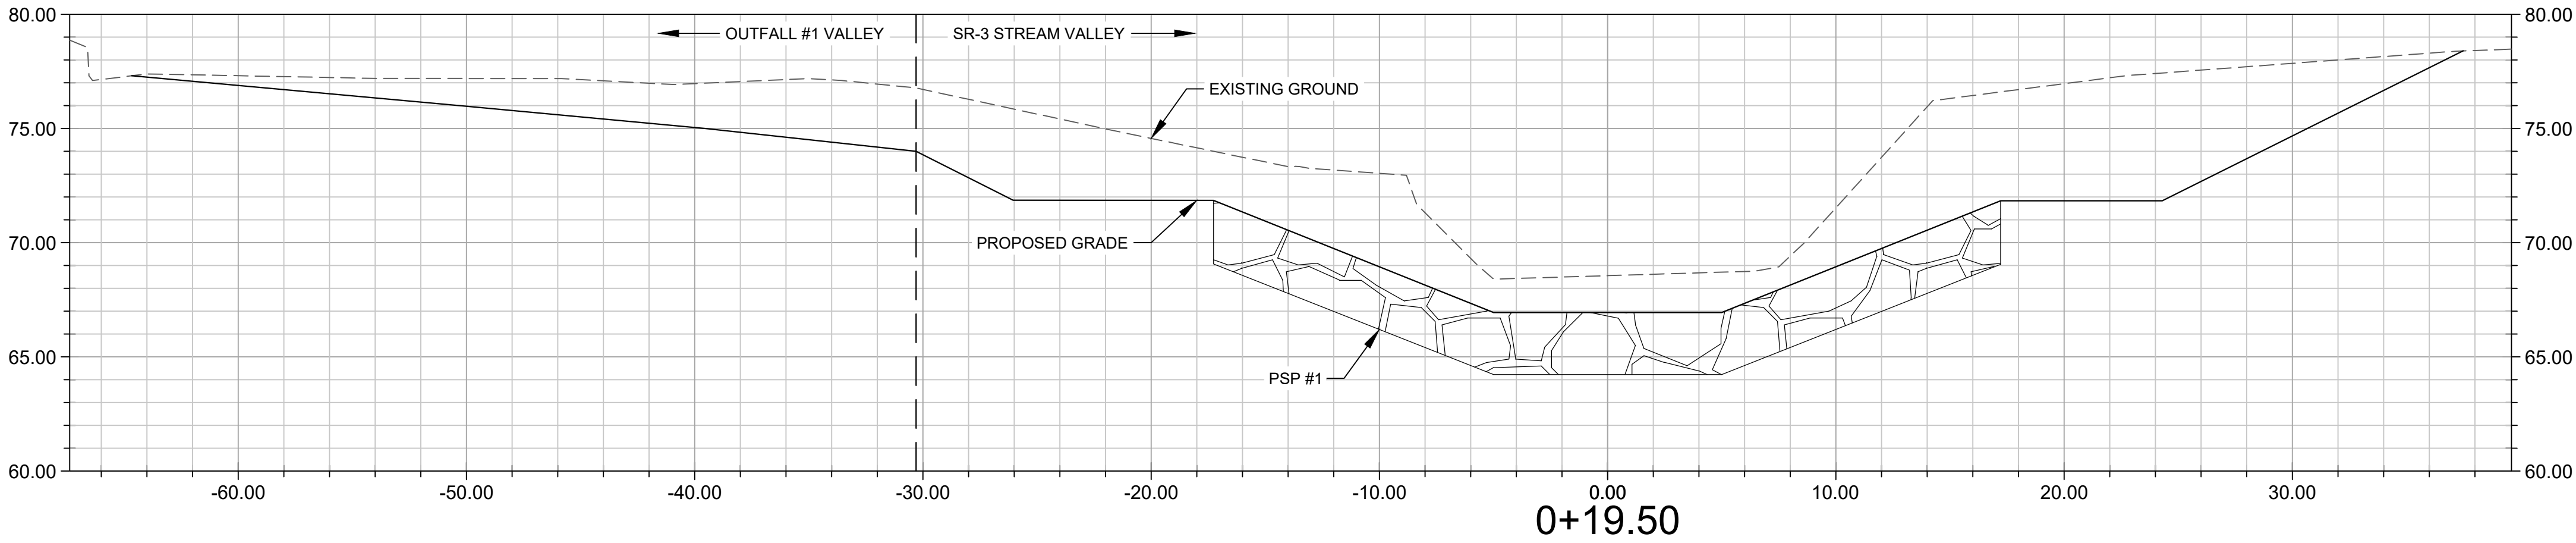 80.00 80.00
OUTFALL #1 VALLEY SR-3 STREAM VALLEY
EXISTING GROUND
75.00 75.00
70.00 PROPOSED GRADE 70.00
65.00 65.00
PSP #1
60.00 60.00
-60.00 -50.00 -40.00 -30.00 -20.00 -10.00 0.00 10.00 20.00 30.00
0+19.50